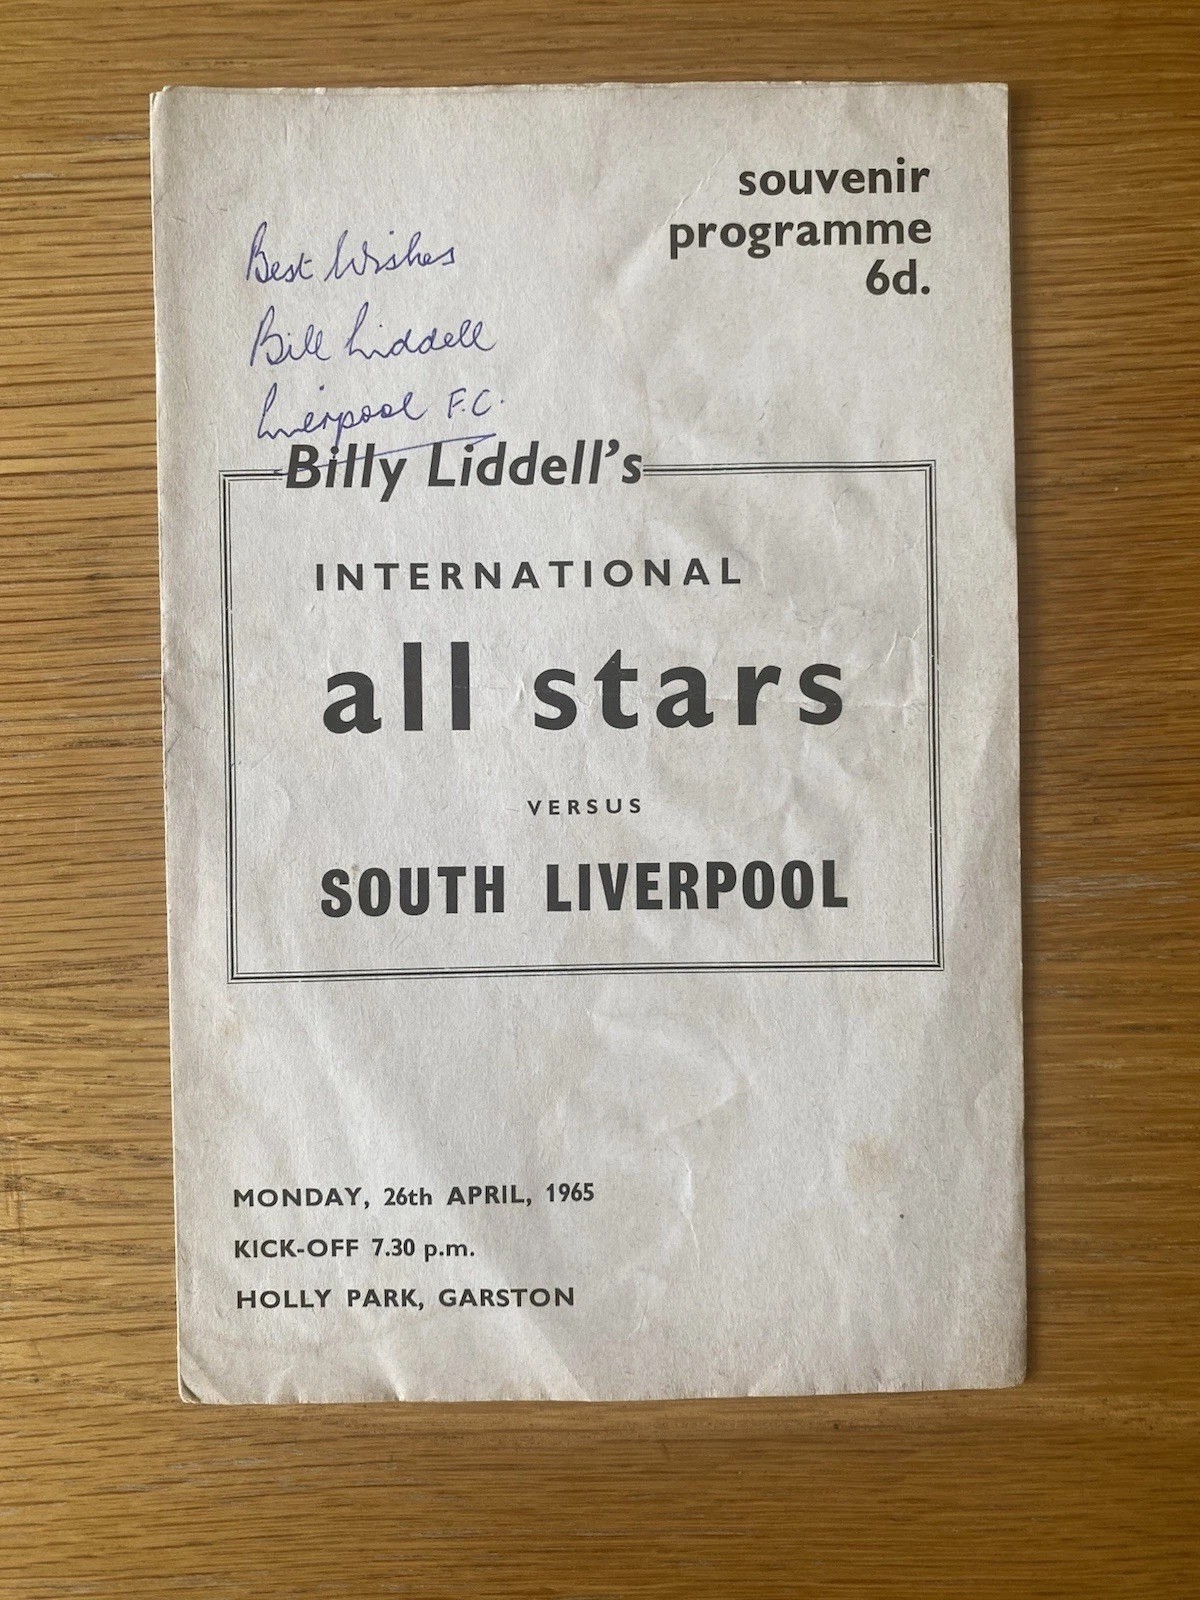 souvenir
programme
6d.
Best Wishes
Bill Liddell
Liverpool F.C.
Billy Liddell's
INTERNATIONAL
all stars
VERSUS
SOUTH LIVERPOOL
MONDAY, 26th APRIL, 1965
KICK-OFF 7.30 p.m.
HOLLY PARK, GARSTON